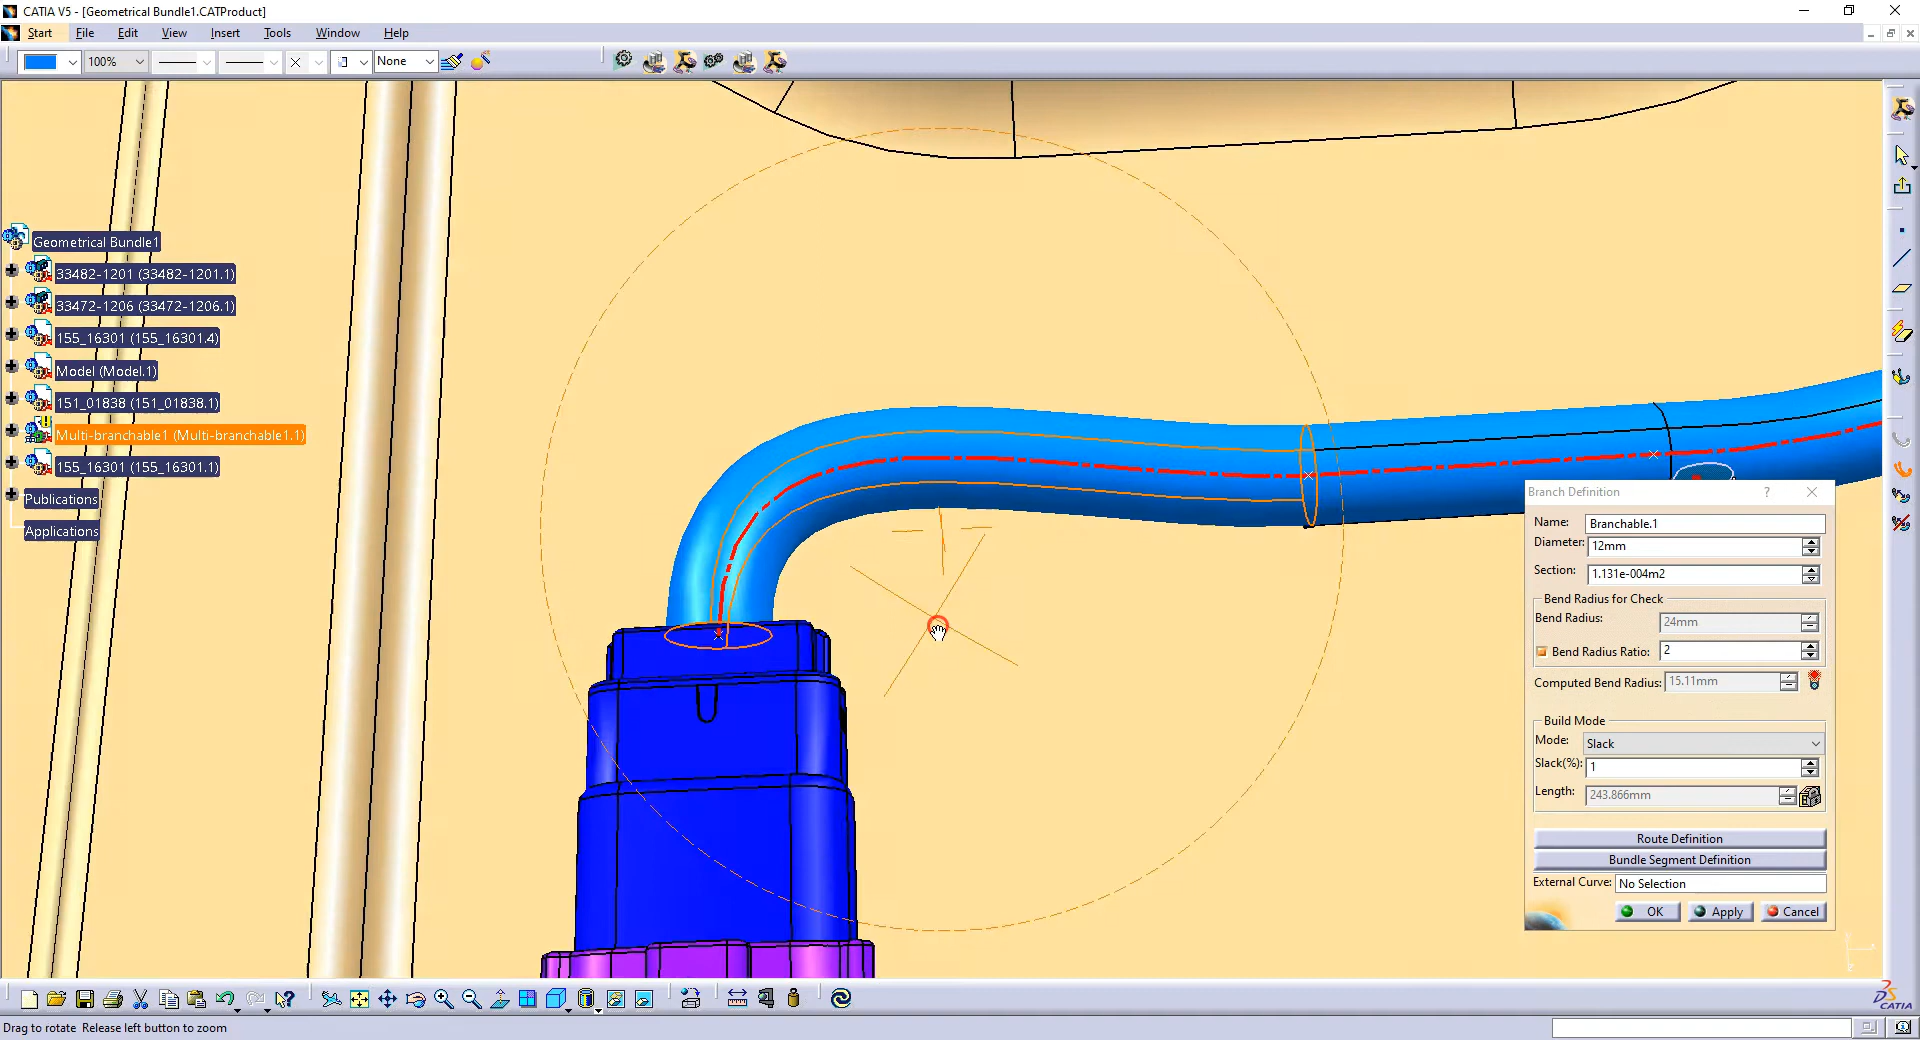 CATIA V5 - [Geometrical Bundle1.CATProduct]
Start File Edit View Insert Tools Window Help
100% None
Geometrical Bundle1
33482-1201 (33482-1201.1)
33472-1206 (33472-1206.1)
155_16301 (155_16301.4)
Model (Model.1)
151_01838 (151_01838.1)
Multi-branchable1 (Multi-branchable1.1)
155_16301 (155_16301.1)
Publications
Applications
Branch Definition ?
Name: Branchable.1
Diameter: 12mm
Section: 1.131e-004m2
Bend Radius for Check
Bend Radius: 24mm
Bend Radius Ratio: 2
Computed Bend Radius: 15.11mm
Build Mode
Mode: Slack
Slack(%): 1
Length: 243.866mm
Route Definition
Bundle Segment Definition
External Curve: No Selection
OK Apply Cancel
CATIA
Drag to rotate Release left button to zoom